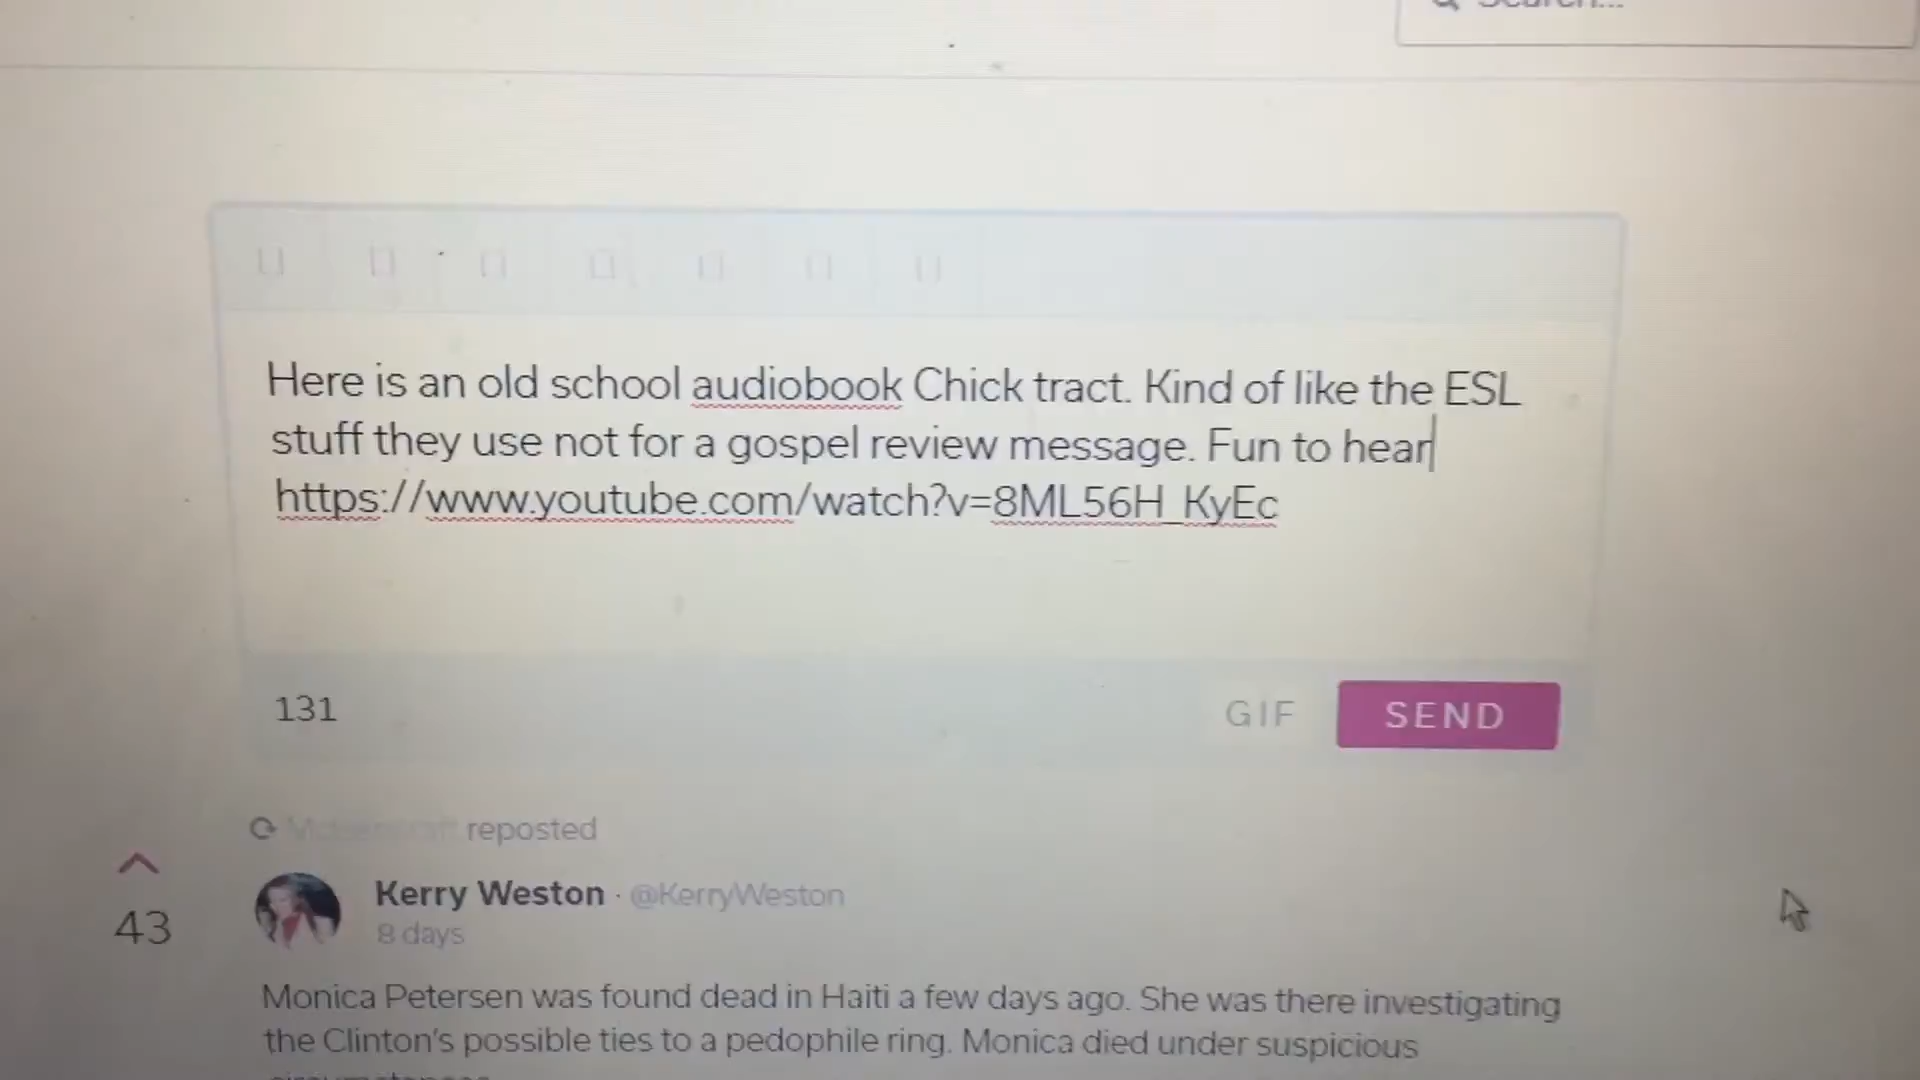 Search...
Here is an old school audiobook Chick tract. Kind of like the ESL
stuff they use not for a gospel review message. Fun to hear
https://www.youtube.com/watch?v=8ML56H_KyEc
131
GIF
SEND
reposted
Kerry Weston · @KerryWeston
8 days
43
Monica Petersen was found dead in Haiti a few days ago. She was there investigating
the Clinton's possible ties to a pedophile ring. Monica died under suspicious